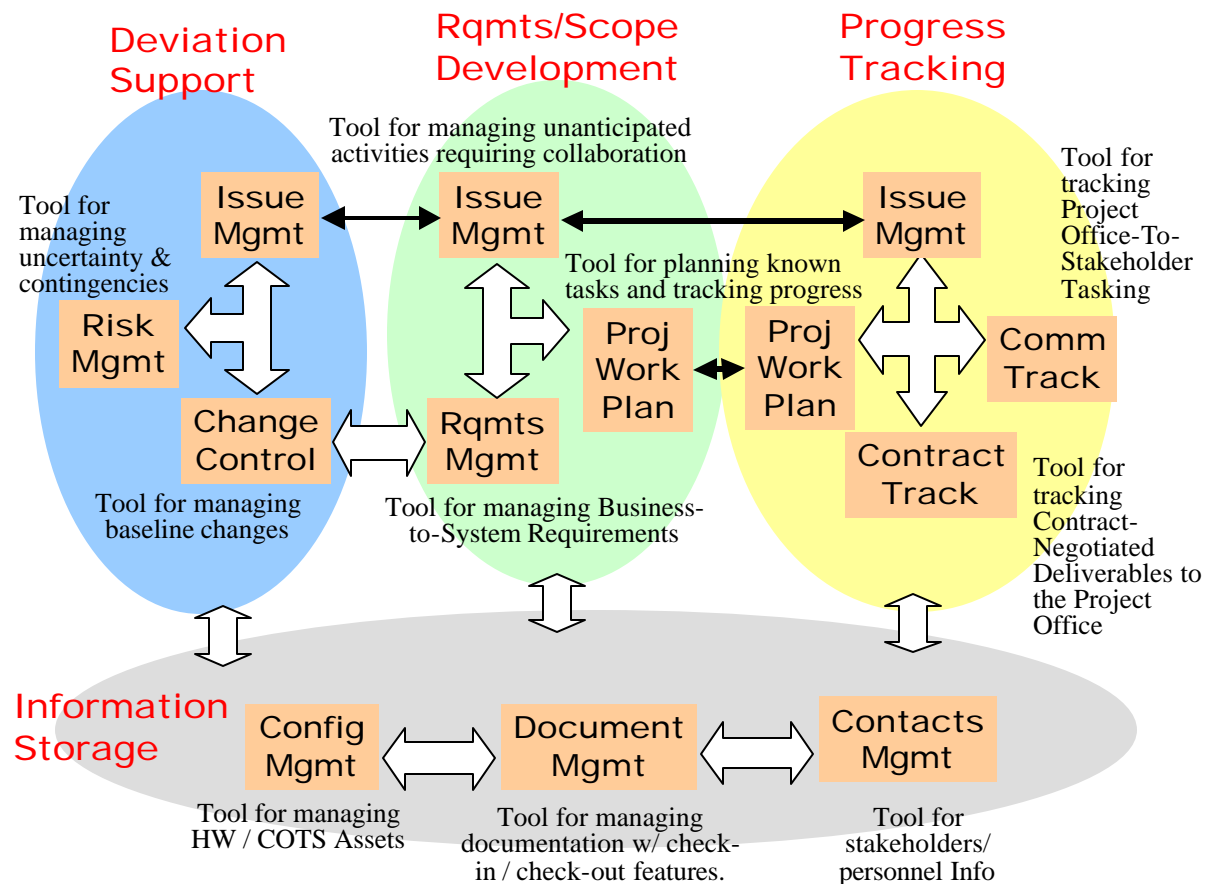 Deviation
Support
Rqmts/Scope
Development
Progress
Tracking
Tool for managing unanticipated
activities requiring collaboration
Tool for
managing
uncertainty &
contingencies
Issue
Mgmt
Issue
Mgmt
Issue
Mgmt
Tool for
tracking
Project
Office-To-
Stakeholder
Tasking
Tool for planning known
tasks and tracking progress
Risk
Mgmt
Proj
Work
Plan
Proj
Work
Plan
Comm
Track
Change
Control
Rqmts
Mgmt
Contract
Track
Tool for managing
baseline changes
Tool for managing Business-
to-System Requirements
Tool for
tracking
Contract-
Negotiated
Deliverables to
the Project
Office
Information
Storage
Config
Mgmt
Document
Mgmt
Contacts
Mgmt
Tool for managing
HW / COTS Assets
Tool for managing
documentation w/ check-
in / check-out features.
Tool for
stakeholders/
personnel Info